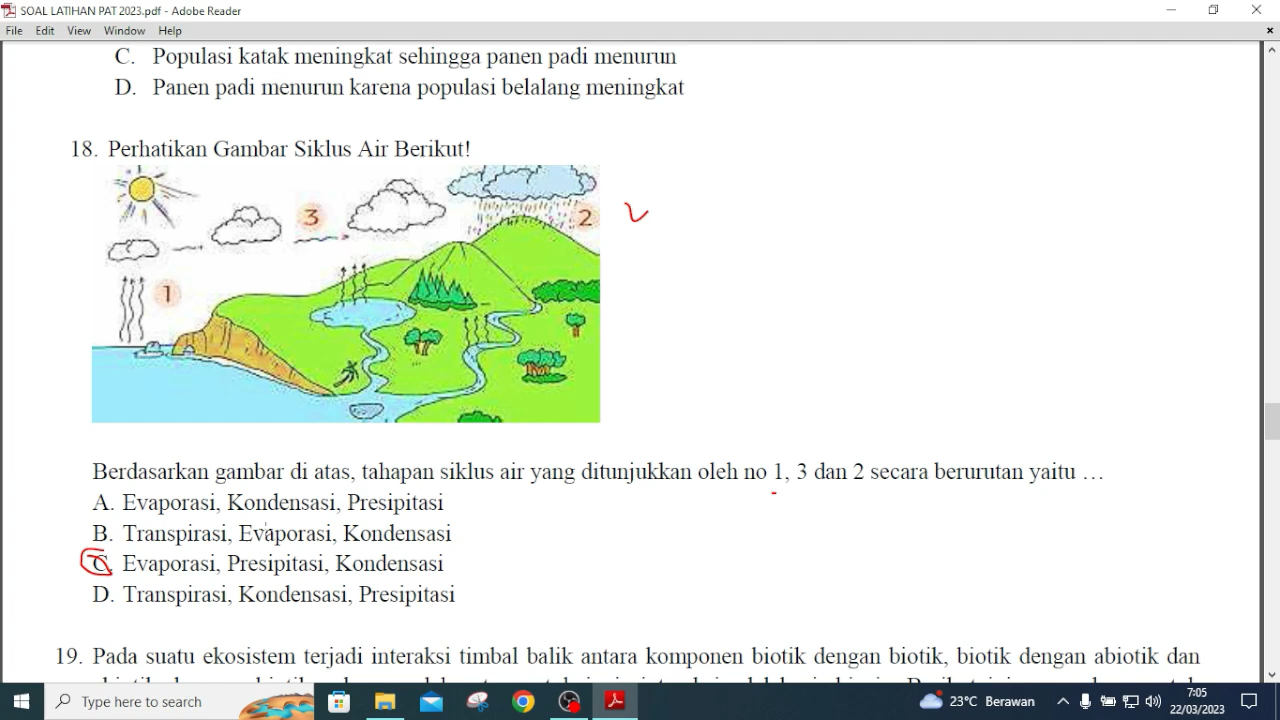 SOAL LATIHAN PAT 2023.pdf - Adobe Reader
File Edit View Window Help
C. Populasi katak meningkat sehingga panen padi menurun
D. Panen padi menurun karena populasi belalang meningkat
18. Perhatikan Gambar Siklus Air Berikut!
3
2
1
Berdasarkan gambar di atas, tahapan siklus air yang ditunjukkan oleh no 1, 3 dan 2 secara berurutan yaitu …
A. Evaporasi, Kondensasi, Presipitasi
B. Transpirasi, Evaporasi, Kondensasi
C. Evaporasi, Presipitasi, Kondensasi
D. Transpirasi, Kondensasi, Presipitasi
19. Pada suatu ekosistem terjadi interaksi timbal balik antara komponen biotik dengan biotik, biotik dengan abiotik dan
Type here to search
23°C Berawan
7:05
22/03/2023